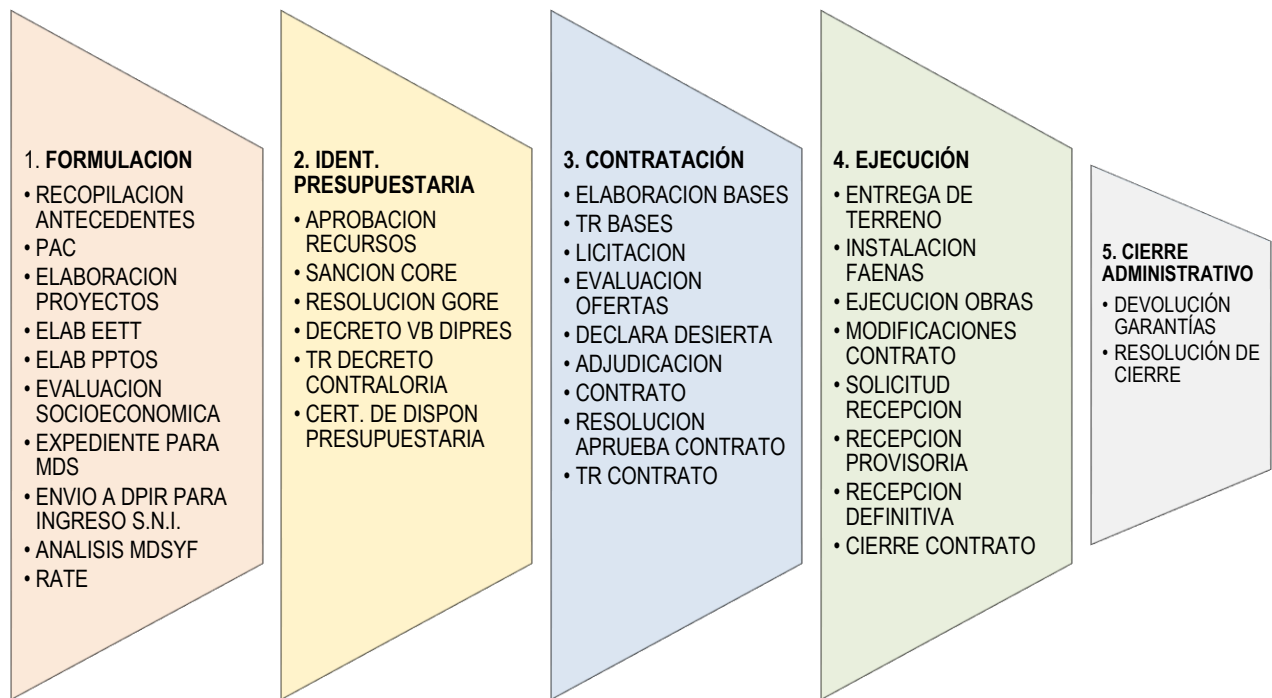 1. FORMULACION
• RECOPILACION
ANTECEDENTES
• PAC
• ELABORACION
PROYECTOS
• ELAB EETT
• ELAB PPTOS
• EVALUACION
SOCIOECONOMICA
• EXPEDIENTE PARA
MDS
• ENVIO A DPIR PARA
INGRESO S.N.I.
• ANALISIS MDSYF
• RATE
2. IDENT.
PRESUPUESTARIA
• APROBACION
RECURSOS
• SANCION CORE
• RESOLUCION GORE
• DECRETO VB DIPRES
• TR DECRETO
CONTRALORIA
• CERT. DE DISPON
PRESUPUESTARIA
3. CONTRATACIÓN
• ELABORACION BASES
• TR BASES
• LICITACION
• EVALUACION
OFERTAS
• DECLARA DESIERTA
• ADJUDICACION
• CONTRATO
• RESOLUCION
APRUEBA CONTRATO
• TR CONTRATO
4. EJECUCIÓN
• ENTREGA DE
TERRENO
• INSTALACION
FAENAS
• EJECUCION OBRAS
• MODIFICACIONES
CONTRATO
• SOLICITUD
RECEPCION
• RECEPCION
PROVISORIA
• RECEPCION
DEFINITIVA
• CIERRE CONTRATO
5. CIERRE
ADMINISTRATIVO
• DEVOLUCIÓN
GARANTÍAS
• RESOLUCIÓN DE
CIERRE